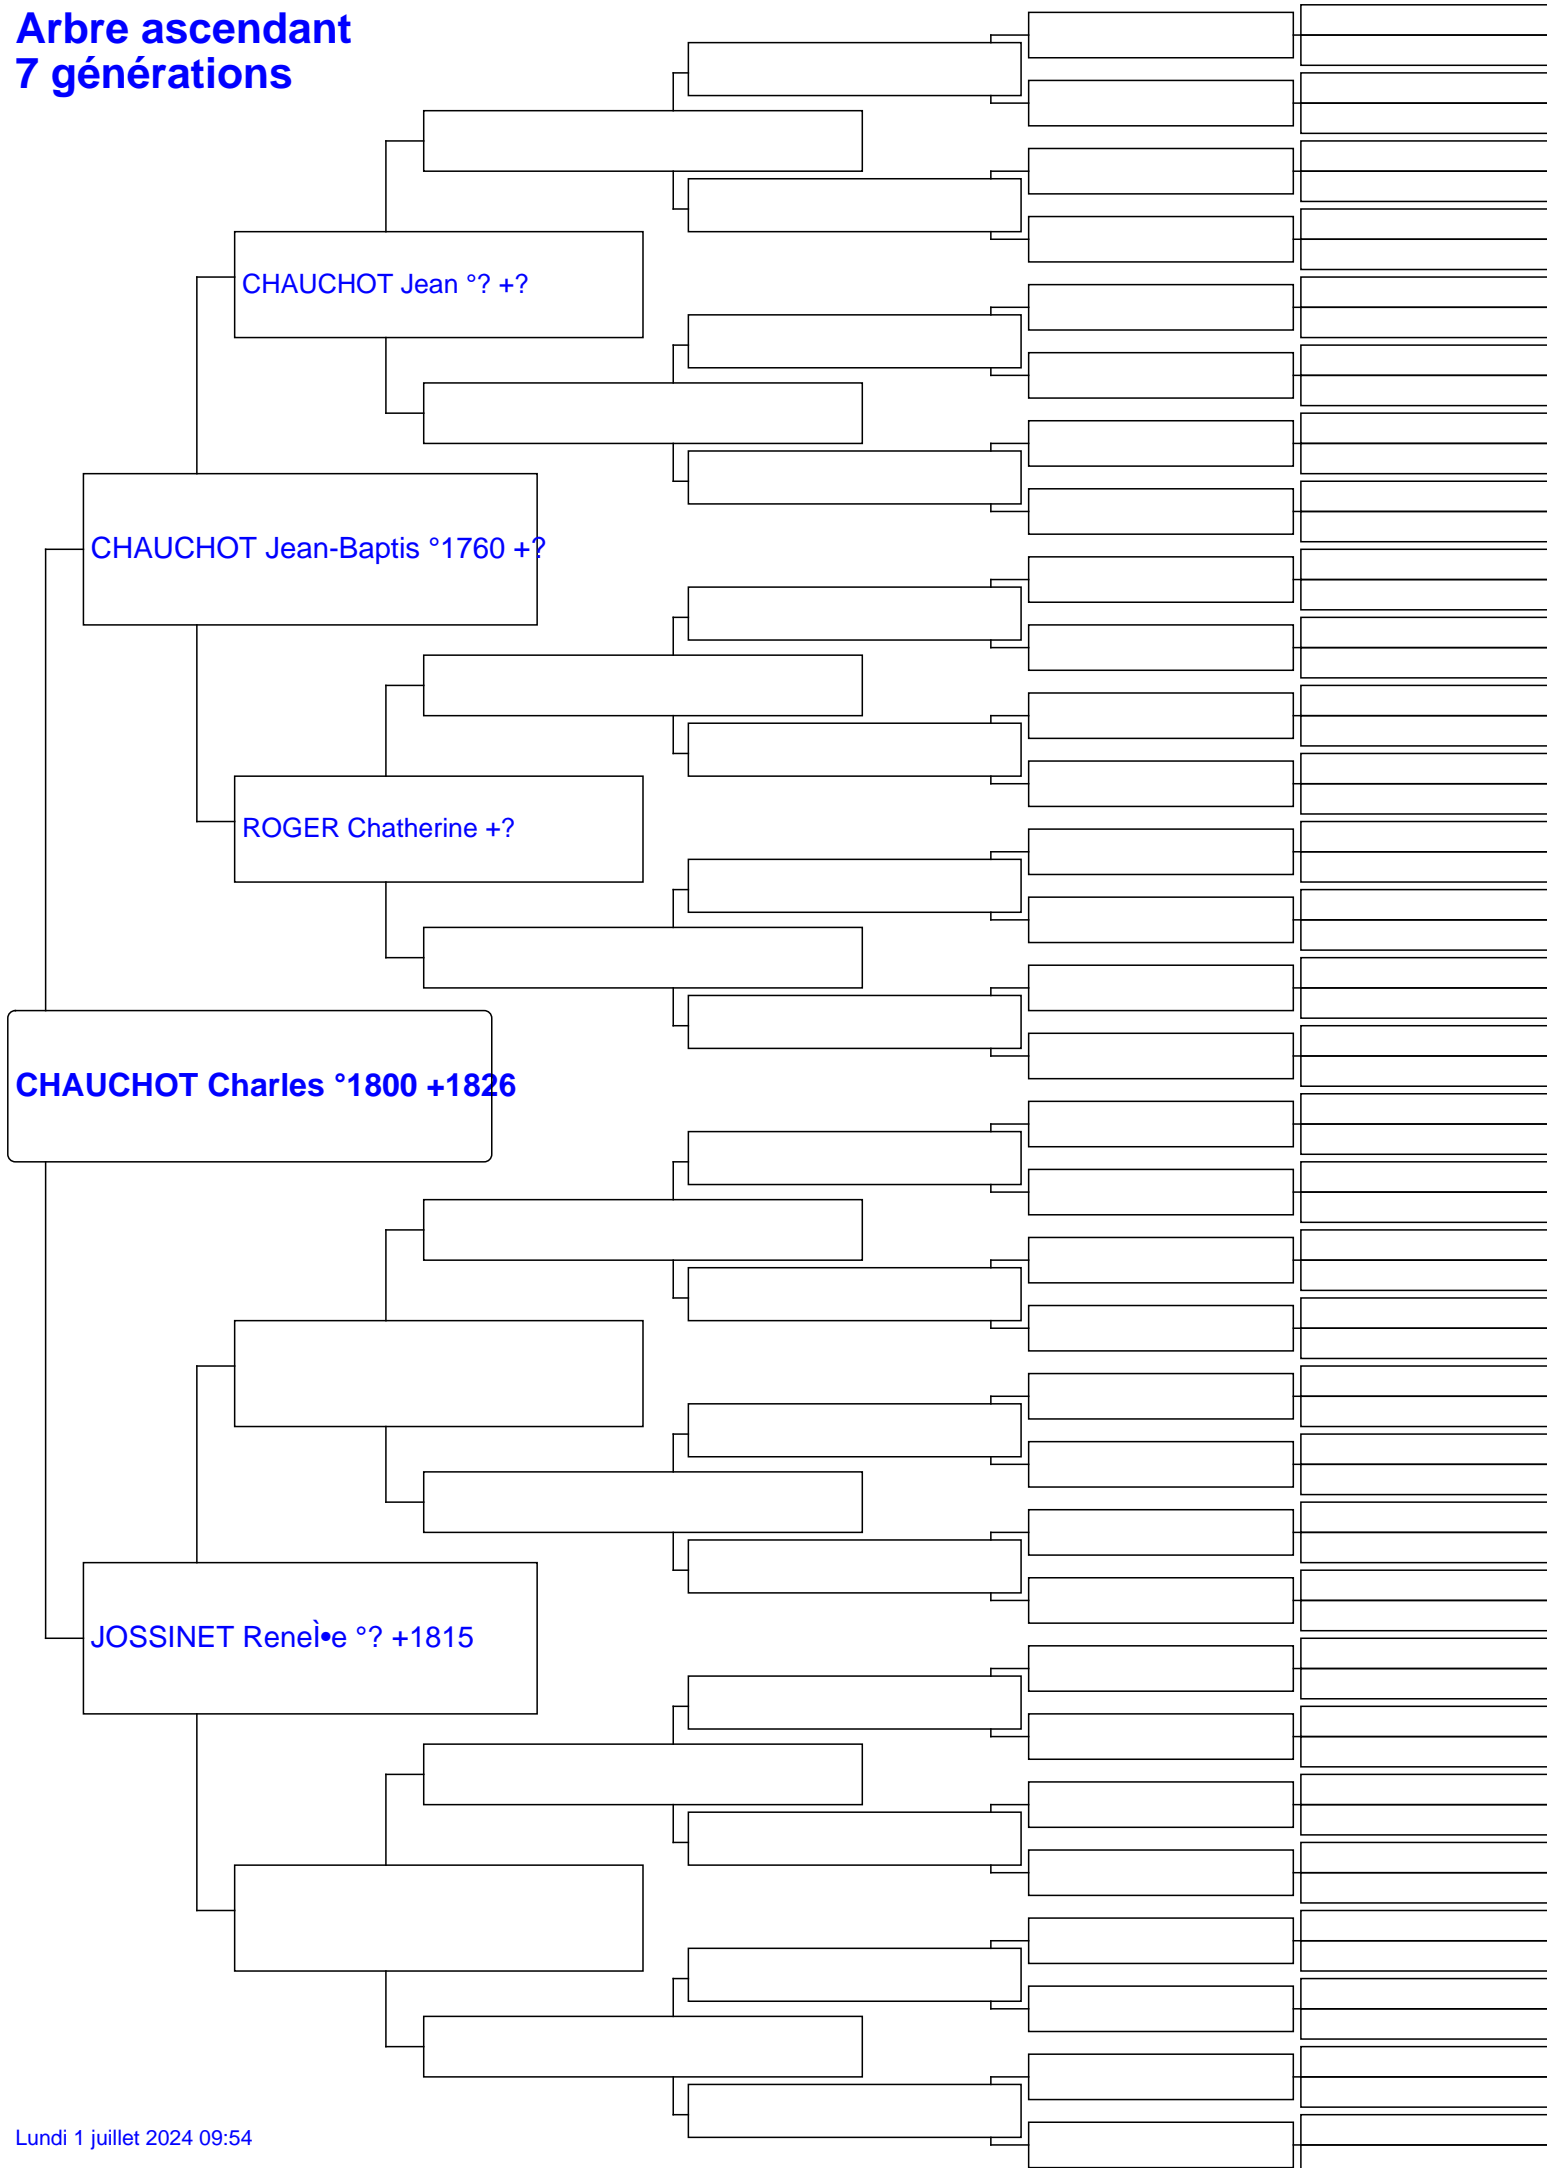 Arbre ascendant
7 générations
CHAUCHOT Jean °? +?
CHAUCHOT Jean-Baptis °1760 +?
ROGER Chatherine +?
CHAUCHOT Charles °1800 +1826
JOSSINET ReneÌ•e °? +1815
Lundi 1 juillet 2024 09:54